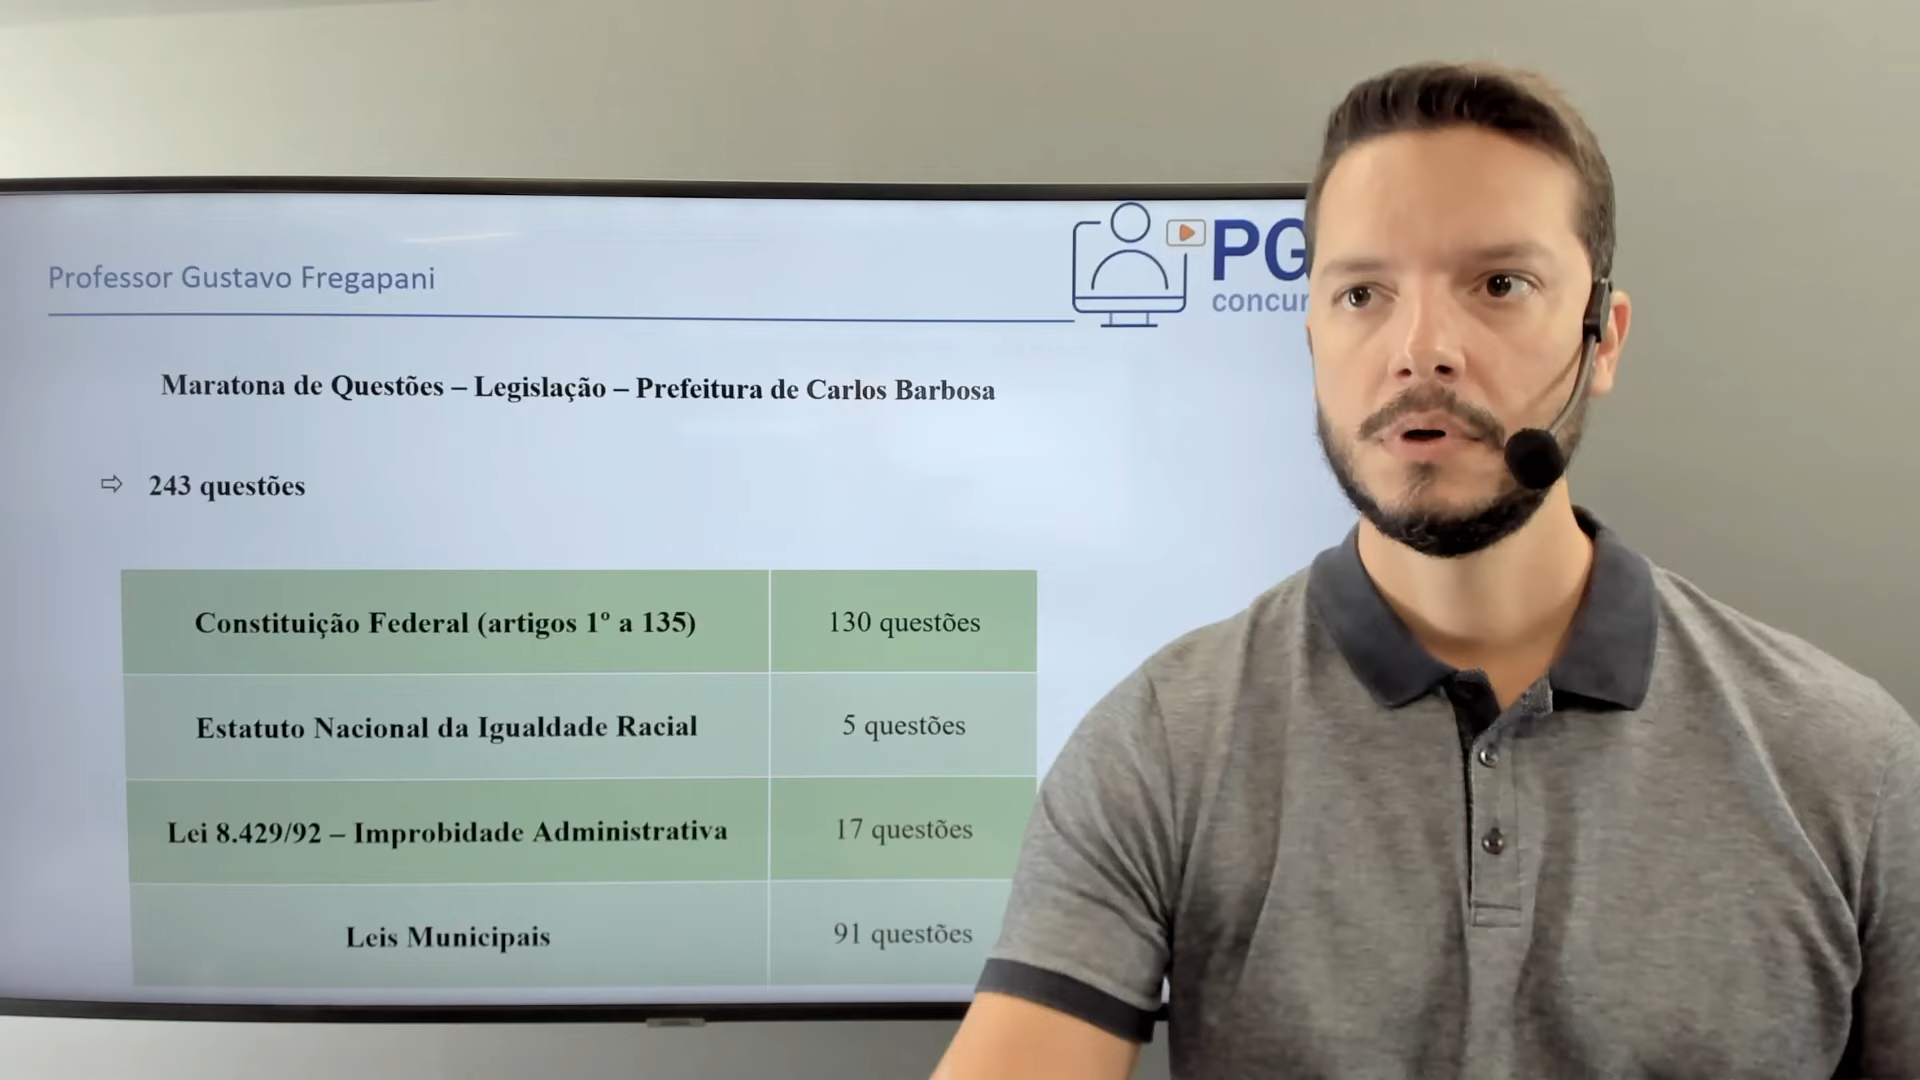 Professor Gustavo Fregapani
PG
concur
Maratona de Questões – Legislação – Prefeitura de Carlos Barbosa
⇨ 243 questões
Constituição Federal (artigos 1º a 135) 130 questões
Estatuto Nacional da Igualdade Racial 5 questões
Lei 8.429/92 – Improbidade Administrativa 17 questões
Leis Municipais 91 questões